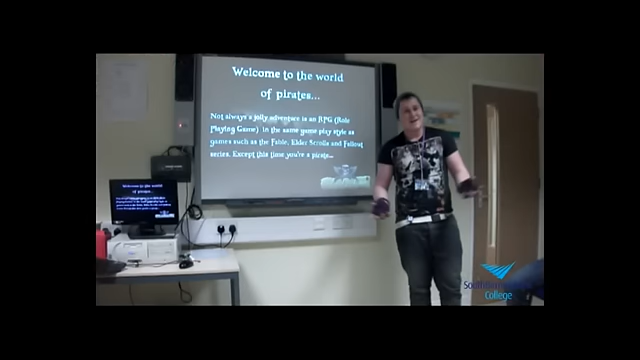 Welcome to the world
of pirates...
Not always a jolly adventure is an RPG (Role
Playing Game) in the same game play style as
games such as the Fable, Elder Scrolls and Fallout
series. Except this time you're a pirate...
Welcome to the world
of pirates...
College